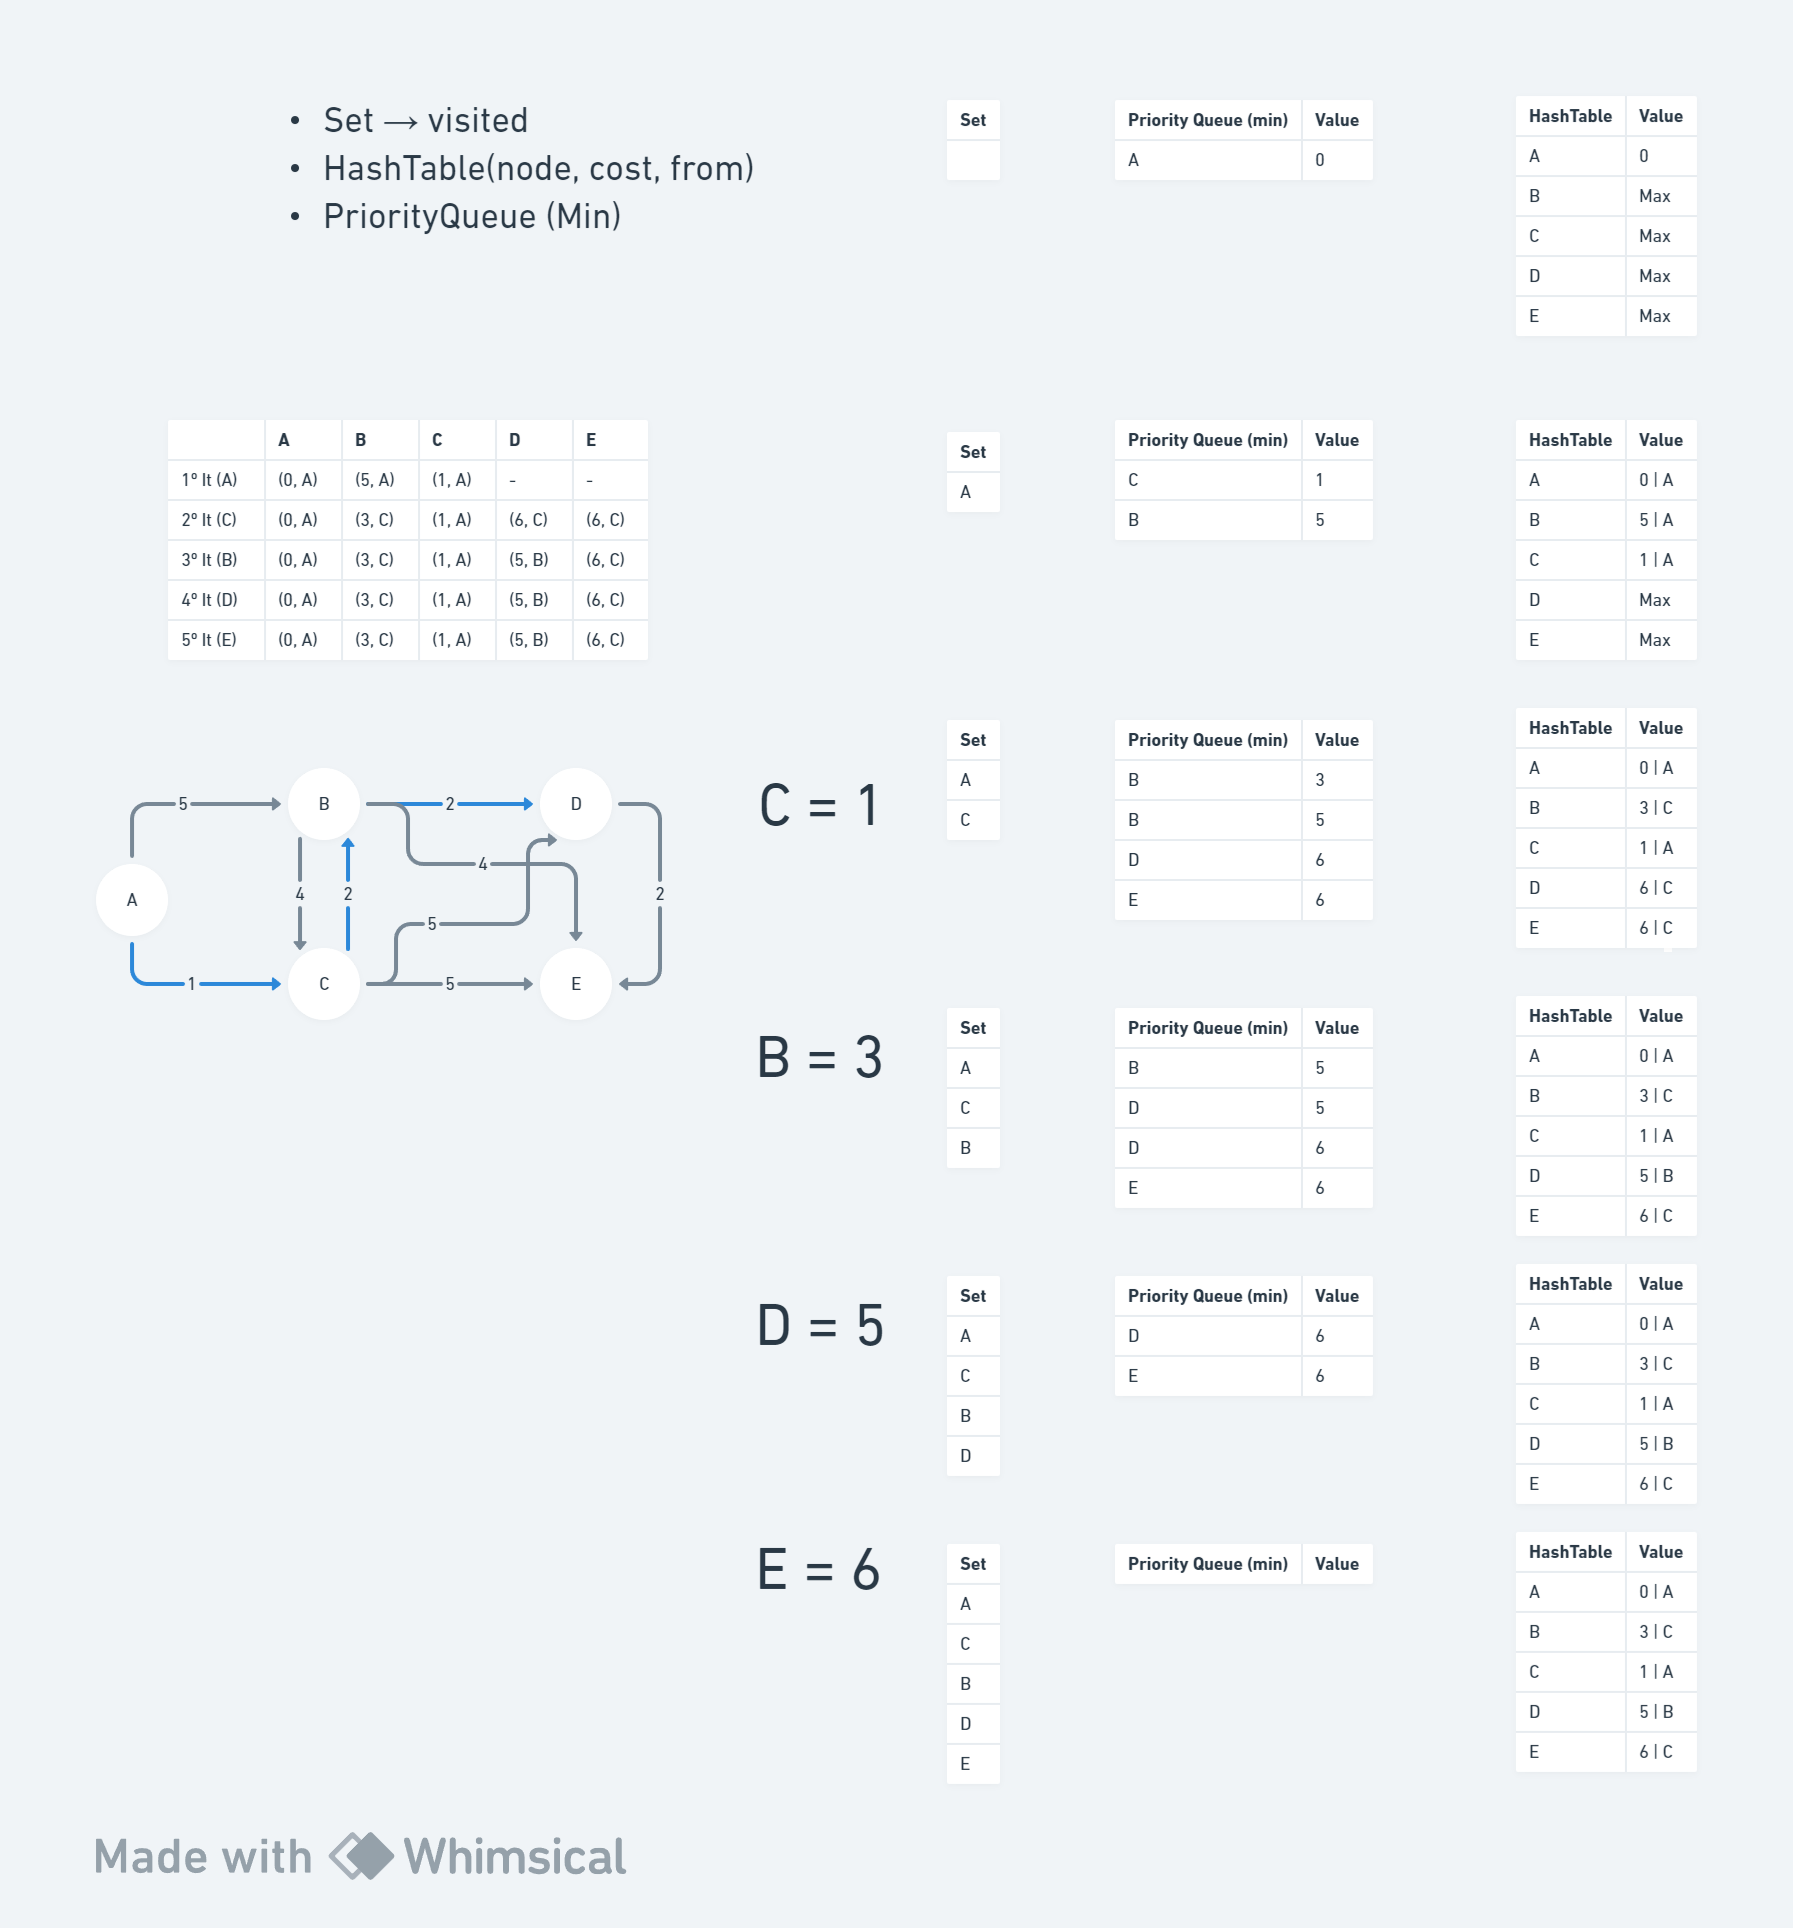 • Set → visited
• HashTable(node, cost, from)
• PriorityQueue (Min)
Set
Priority Queue (min) Value
A 0
HashTable Value
A 0
B Max
C Max
D Max
E Max
A B C D E
1º It (A) (0, A) (5, A) (1, A) - -
2º It (C) (0, A) (3, C) (1, A) (6, C) (6, C)
3º It (B) (0, A) (3, C) (1, A) (5, B) (6, C)
4º It (D) (0, A) (3, C) (1, A) (5, B) (6, C)
5º It (E) (0, A) (3, C) (1, A) (5, B) (6, C)
Set
A
Priority Queue (min) Value
C 1
B 5
HashTable Value
A 0 | A
B 5 | A
C 1 | A
D Max
E Max
5 B 2 D
4
A 4 2 2
5
1 C 5 E
C = 1
Set
A
C
Priority Queue (min) Value
B 3
B 5
D 6
E 6
HashTable Value
A 0 | A
B 3 | C
C 1 | A
D 6 | C
E 6 | C
B = 3
Set
A
C
B
Priority Queue (min) Value
B 5
D 5
D 6
E 6
HashTable Value
A 0 | A
B 3 | C
C 1 | A
D 5 | B
E 6 | C
D = 5
Set
A
C
B
D
Priority Queue (min) Value
D 6
E 6
HashTable Value
A 0 | A
B 3 | C
C 1 | A
D 5 | B
E 6 | C
E = 6
Set
A
C
B
D
E
Priority Queue (min) Value
HashTable Value
A 0 | A
B 3 | C
C 1 | A
D 5 | B
E 6 | C
Made with Whimsical